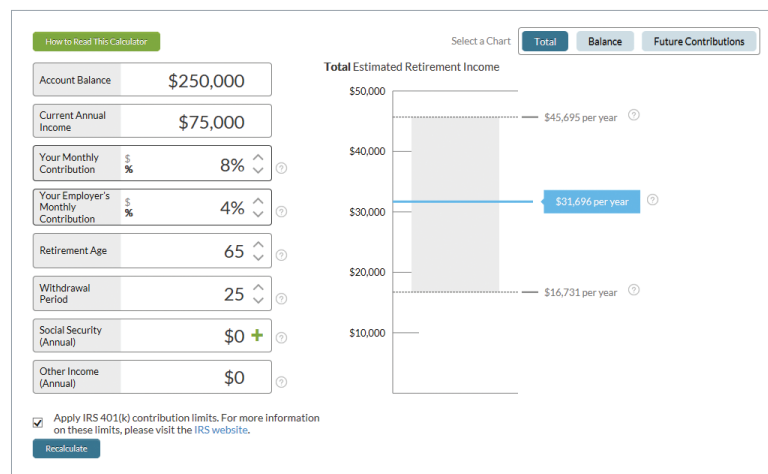 How to Read This Calculator
Select a Chart
Total
Balance
Future Contributions
Account Balance
$250,000
Current Annual
Income
$75,000
Your Monthly
Contribution
$
%
8%
?
Your Employer's
Monthly
Contribution
$
%
4%
?
Retirement Age
65
?
Withdrawal
Period
25
?
Social Security
(Annual)
$0 +
?
Other Income
(Annual)
$0
?
Apply IRS 401(k) contribution limits. For more information
on these limits, please visit the IRS website.
Recalculate
Total Estimated Retirement Income
$50,000
$45,695 per year ?
$40,000
$31,696 per year ?
$30,000
$20,000
$16,731 per year ?
$10,000